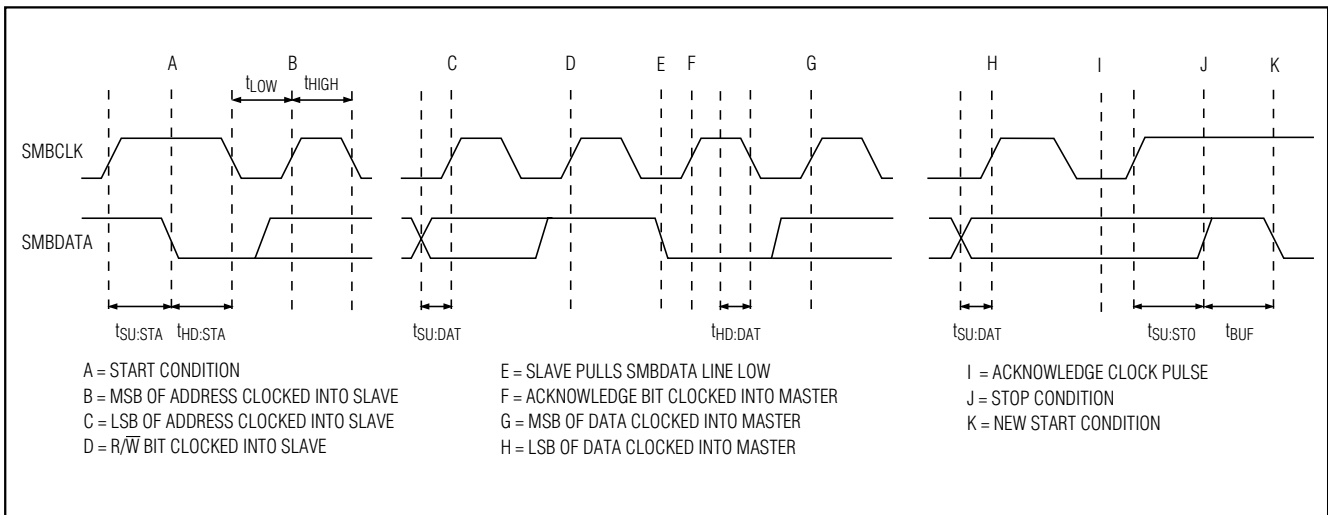 A B C D E F G H I J K
tLOW tHIGH
SMBCLK
SMBDATA
tSU:STA tHD:STA tSU:DAT tHD:DAT tSU:DAT tSU:STO tBUF
A = START CONDITION
B = MSB OF ADDRESS CLOCKED INTO SLAVE
C = LSB OF ADDRESS CLOCKED INTO SLAVE
D = R/W̅ BIT CLOCKED INTO SLAVE
E = SLAVE PULLS SMBDATA LINE LOW
F = ACKNOWLEDGE BIT CLOCKED INTO MASTER
G = MSB OF DATA CLOCKED INTO MASTER
H = LSB OF DATA CLOCKED INTO MASTER
I = ACKNOWLEDGE CLOCK PULSE
J = STOP CONDITION
K = NEW START CONDITION